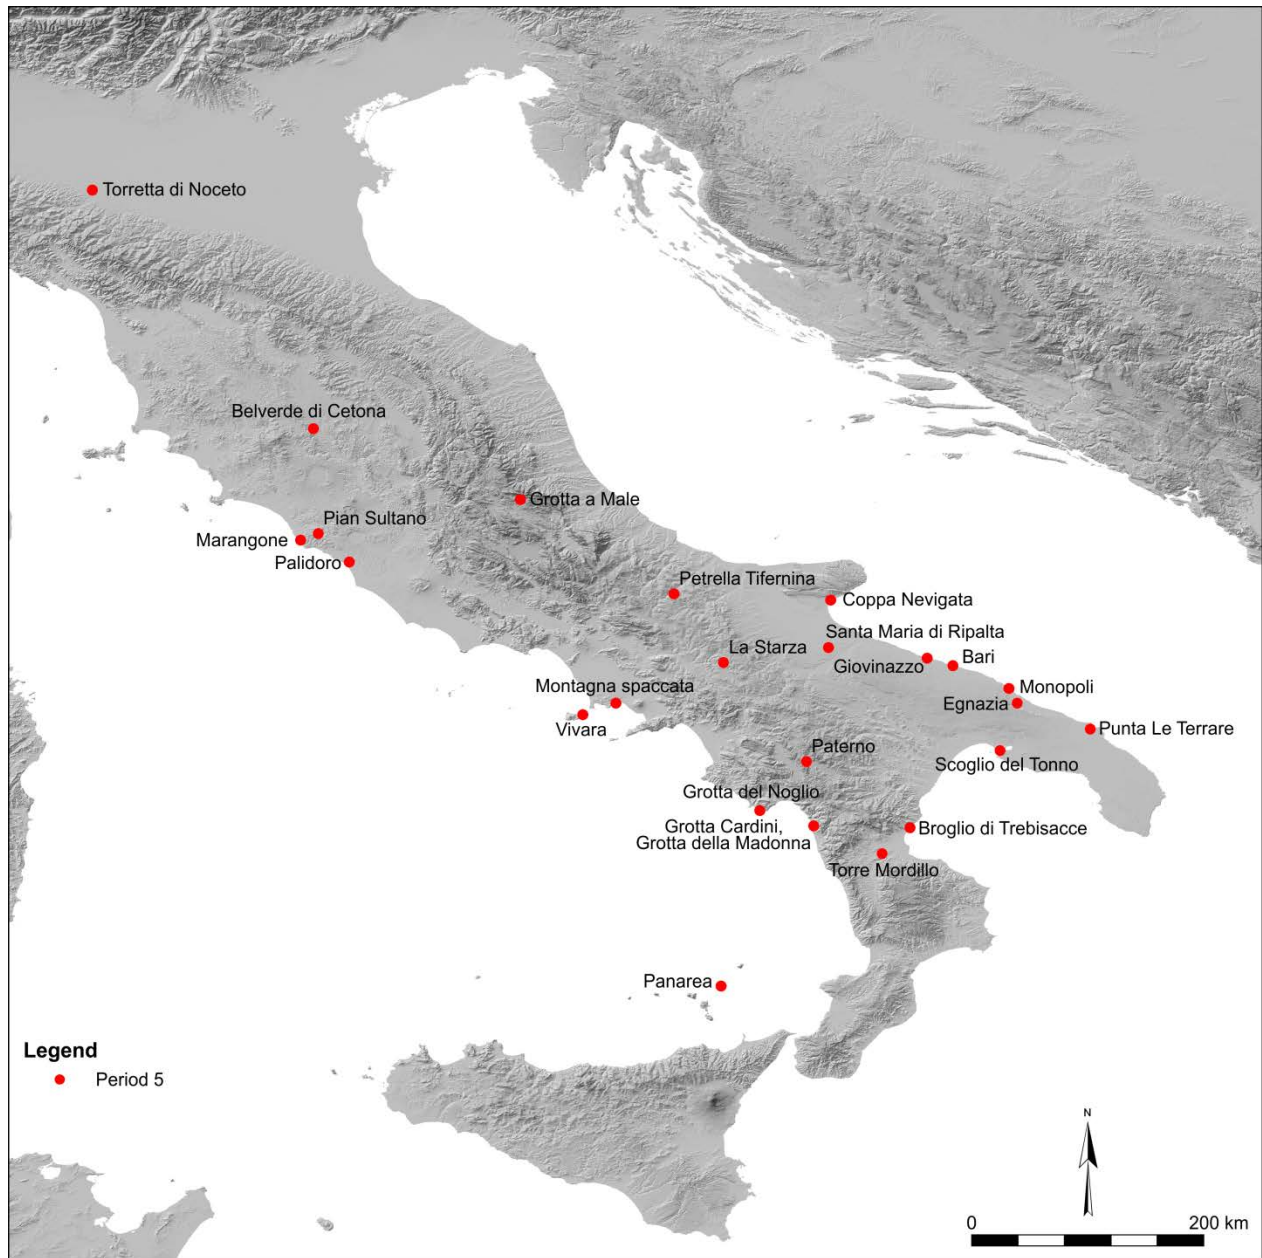 Torretta di Noceto
Belverde di Cetona
Grotta a Male
Pian Sultano
Marangone
Palidoro
Petrella Tifernina
Coppa Nevigata
Santa Maria di Ripalta
La Starza
Giovinazzo
Bari
Montagna spaccata
Monopoli
Egnazia
Vivara
Punta Le Terrare
Paterno
Scoglio del Tonno
Grotta del Noglio
Grotta Cardini,
Grotta della Madonna
Broglio di Trebisacce
Torre Mordillo
Panarea
Legend
Period 5
N
0
200 km